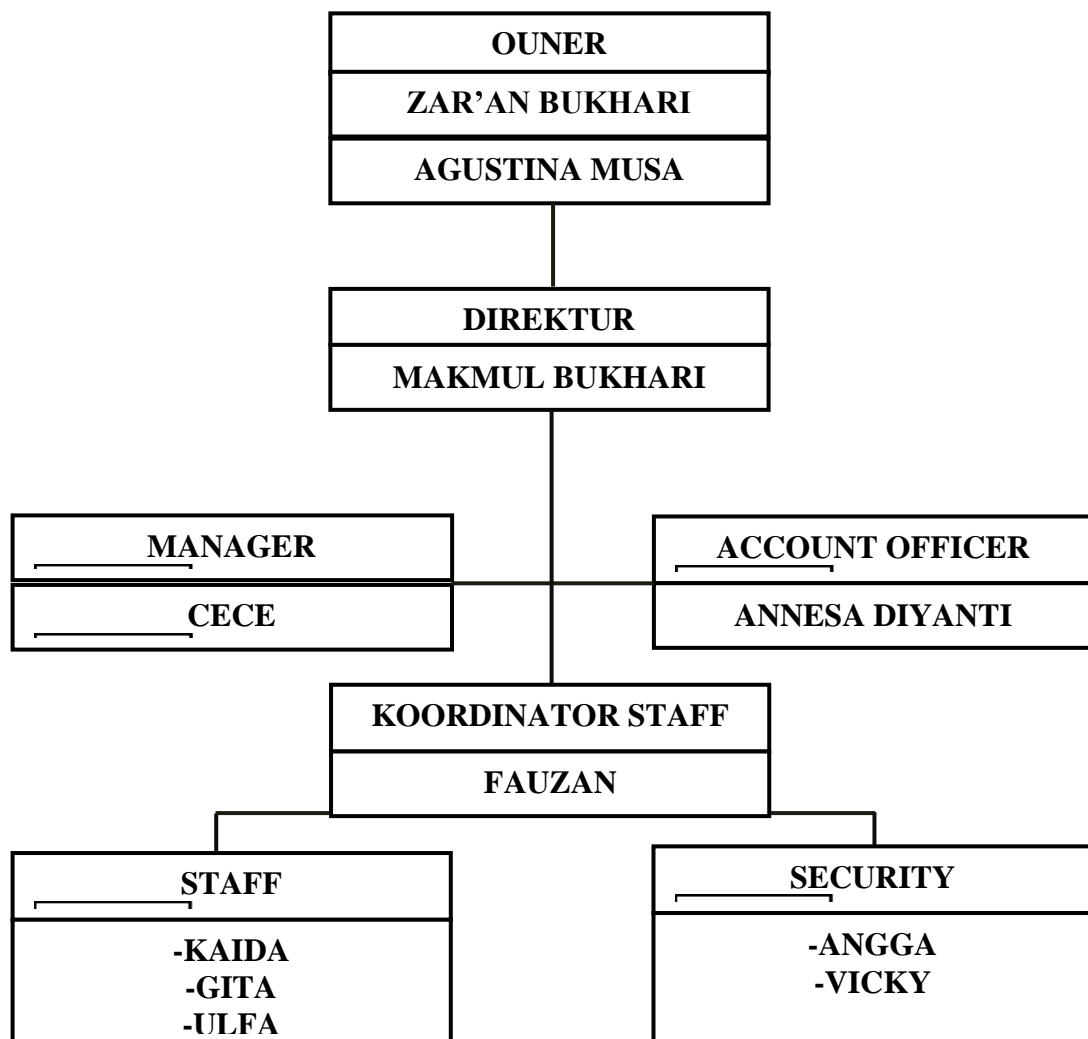 OUNER
ZAR’AN BUKHARI
AGUSTINA MUSA
DIREKTUR
MAKMUL BUKHARI
MANAGER
CECE
ACCOUNT OFFICER
ANNESA DIYANTI
KOORDINATOR STAFF
FAUZAN
STAFF
-KAIDA
-GITA
-ULFA
SECURITY
-ANGGA
-VICKY